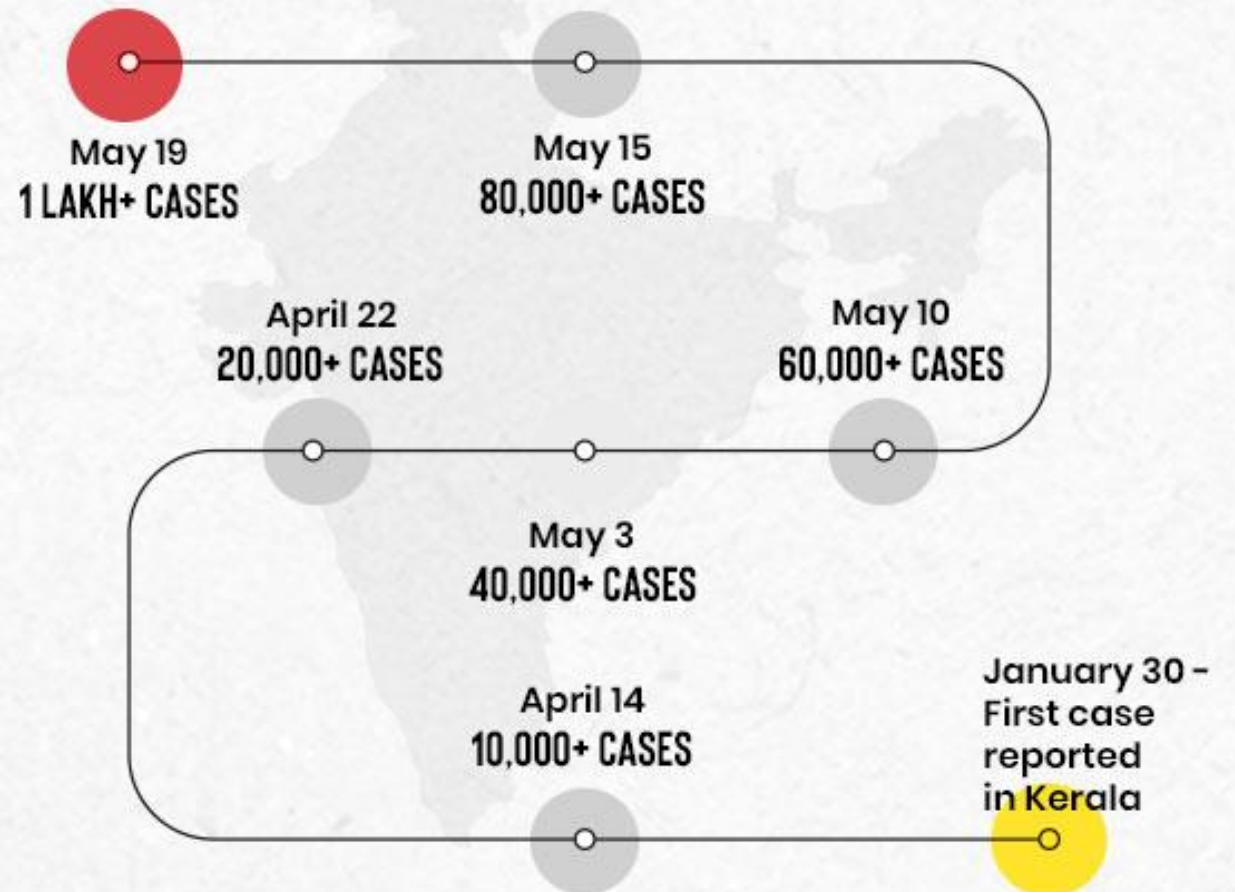 May 19
1 LAKH+ CASES
May 15
80,000+ CASES
April 22
20,000+ CASES
May 10
60,000+ CASES
May 3
40,000+ CASES
April 14
10,000+ CASES
January 30 -
First case
reported
in Kerala